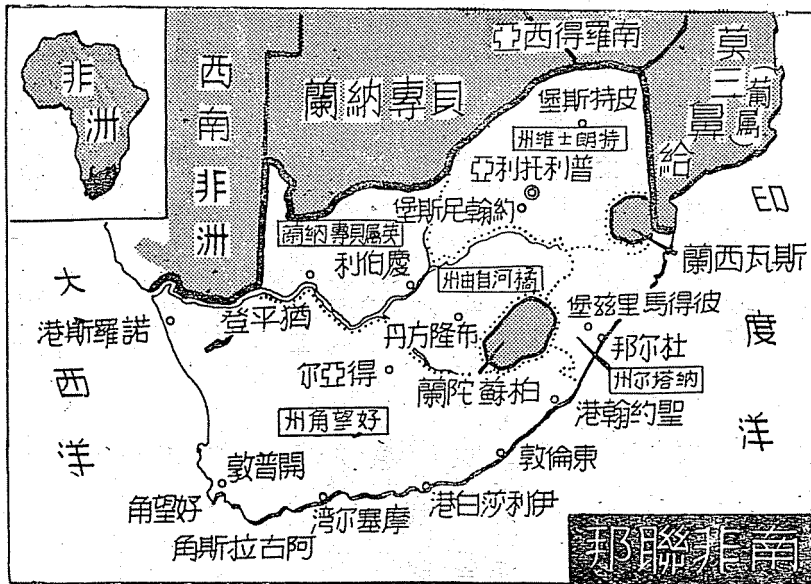 非洲
西南非洲
貝專納蘭
南羅得西亞
莫三鼻給
(葡屬)
皮特斯堡
特朗士維州
普利托利亞
約翰尼斯堡
英屬貝專納蘭
慶伯利
橘河自由州
斯瓦西蘭
印度洋
大西洋
諾羅斯港
猶平登
布隆方丹
彼得馬里茲堡
杜尔邦
納塔尔州
得亞尔
柏蘇陀蘭
聖約翰港
好望角州
東倫敦
開普敦
好望角
摩塞尔湾
伊利莎白港
阿古拉斯角
南非聯邦